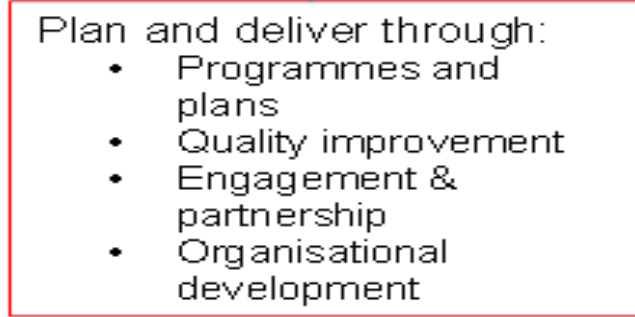 Plan and deliver through:
• Programmes and
plans
• Quality improvement
• Engagement &
partnership
• Organisational
development